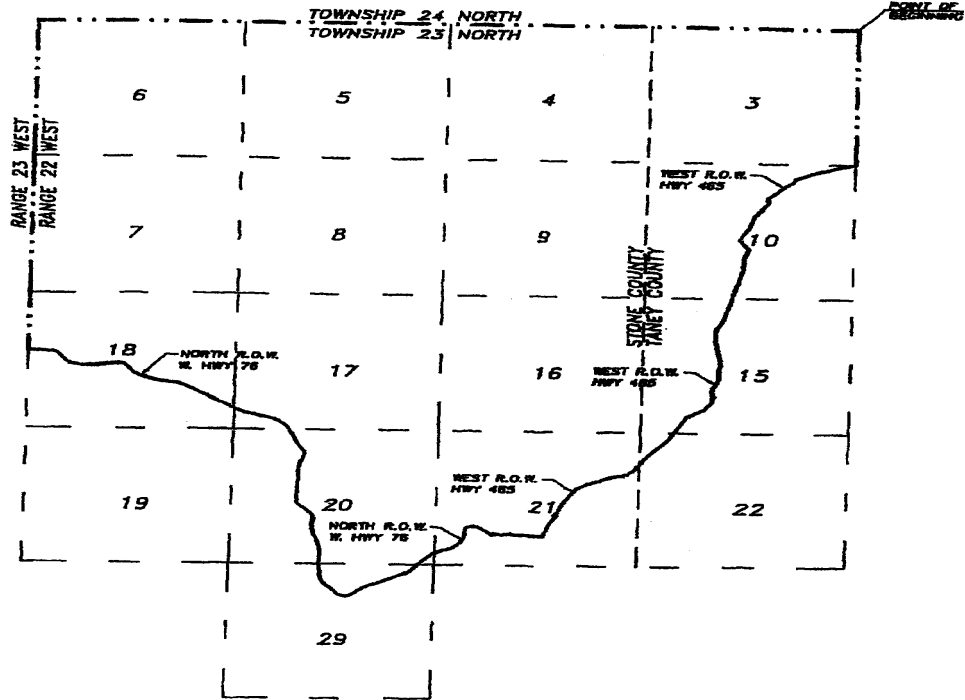 POINT OF
BEGINNING
TOWNSHIP 24 NORTH
TOWNSHIP 23 NORTH
6
5
4
3
RANGE 23 WEST
RANGE 22 WEST
WEST R.O.W.
HWY 465
7
8
9
10
STONE COUNTY
TANEY COUNTY
18
NORTH R.O.W.
W. HWY 76
17
16
WEST R.O.W.
HWY 465
15
19
20
WEST R.O.W.
HWY 465
21
22
NORTH R.O.W.
W. HWY 76
29